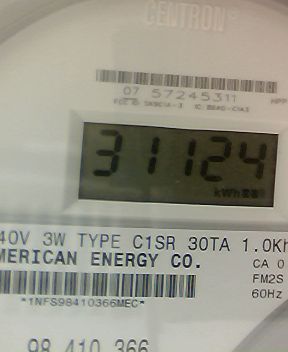 CENTRON®
07 57245311
31124
kWh
40V 3W TYPE C1SR 30TA 1.0Kh
MERICAN ENERGY CO.
CA 0
FM2S
60Hz
*1NFS98410366MEC*
98 410 366